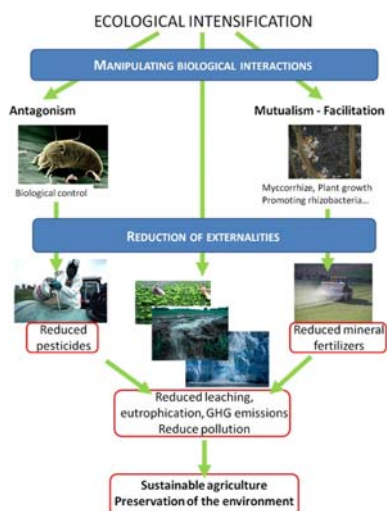 ECOLOGICAL INTENSIFICATION
MANIPULATING BIOLOGICAL INTERACTIONS
Antagonism
Biological control
Mutualism - Facilitation
Myccorrhize, Plant growth
Promoting rhizobacteria...
REDUCTION OF EXTERNALITIES
Reduced
pesticides
Reduced mineral
fertilizers
Reduced leaching,
eutrophication, GHG emissions
Reduce pollution
Sustainable agriculture
Preservation of the environment